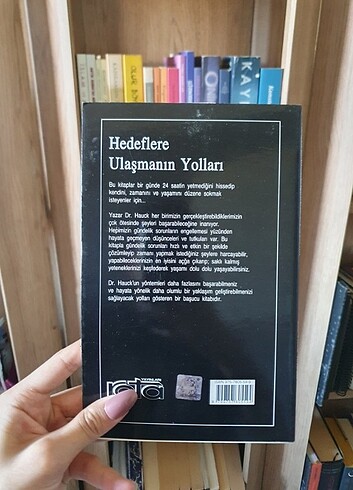 Hedeflere
Ulaşmanın Yolları
Bu kitaplar bir günde 24 saatin yetmediğini hissedip
kendini, zamanını ve yaşamını düzene sokmak
isteyenler için...
Yazar Dr. Hauck her birimizin gerçekleştirebildiklerimizin
çok ötesinde şeyleri başarabileceğine inanıyor.
Hepimizin gündelik sorunların engellemesi yüzünden
hayata geçmeyen düşünceleri ve tutkuları var. Bu
kitapla gündelik sorunları hızlı ve etkin bir şekilde
çözümleyip zamanı yapmak istediğiniz şeylere harcayabilir,
yapabileceklerinizin en iyisini açığa çıkarıp; saklı kalmış
yeteneklerinizi keşfederek yaşamı dolu dolu yaşayabilirsiniz.
Dr. Hauck'un yöntemleri daha fazlasını başarabilmeniz
ve hayata yönelik daha olumlu bir yaklaşım geliştirebilmenizi
sağlayacak yolları gösteren bir başucu kitabıdır.
YAYINLARI